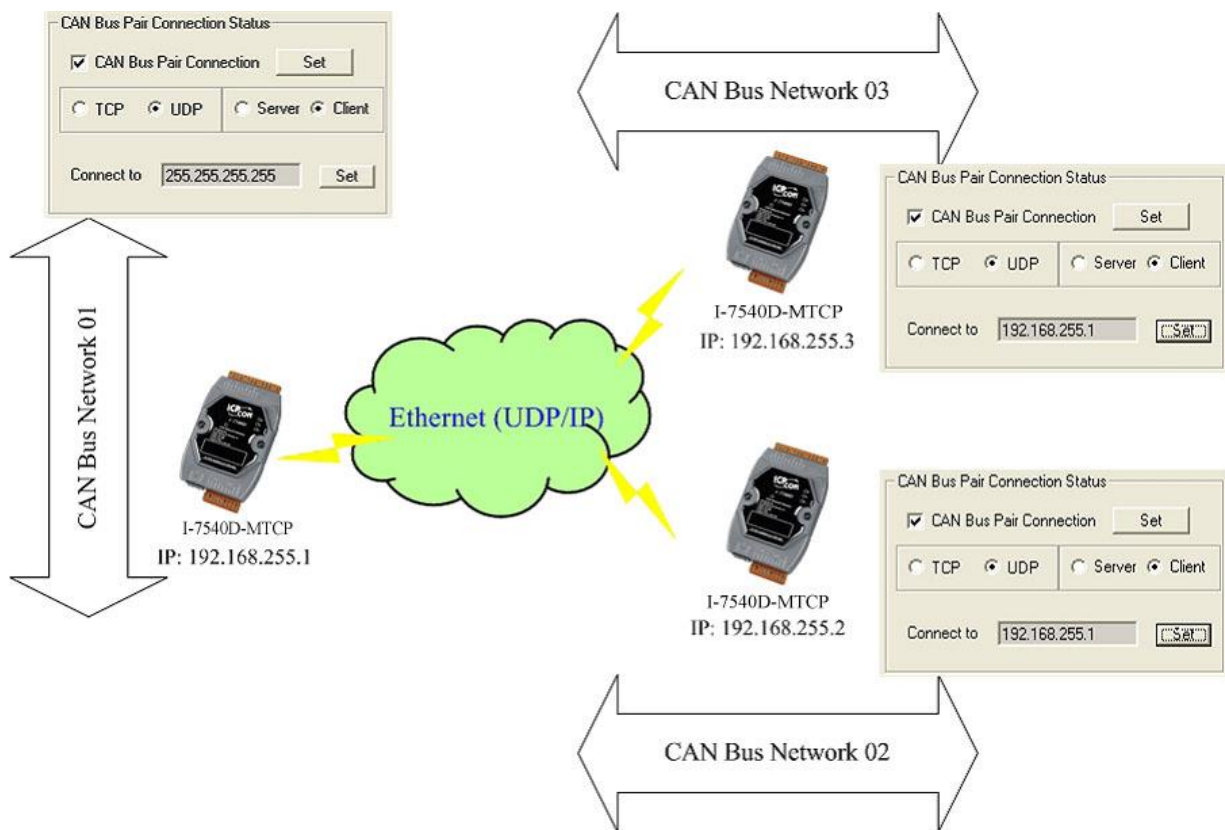 CAN Bus Pair Connection Status
CAN Bus Pair Connection Set
TCP UDP Server Client
Connect to 255.255.255.255 Set
CAN Bus Network 03
CAN Bus Network 01
I-7540D-MTCP
IP: 192.168.255.3
CAN Bus Pair Connection Status
CAN Bus Pair Connection Set
TCP UDP Server Client
Connect to 192.168.255.1 Set
Ethernet (UDP/IP)
I-7540D-MTCP
IP: 192.168.255.1
I-7540D-MTCP
IP: 192.168.255.2
CAN Bus Pair Connection Status
CAN Bus Pair Connection Set
TCP UDP Server Client
Connect to 192.168.255.1 Set
CAN Bus Network 02